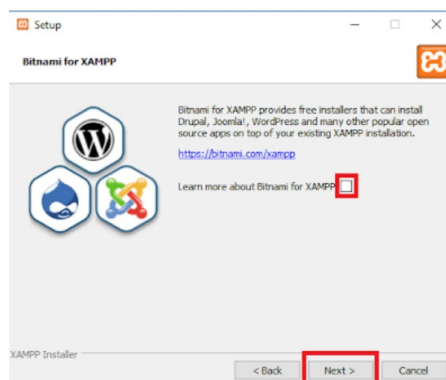 Setup
Bitnami for XAMPP
Bitnami for XAMPP provides free installers that can install
Drupal, Joomla!, WordPress and many other popular open
source apps on top of your existing XAMPP installation.
https://bitnami.com/xampp
Learn more about Bitnami for XAMPP
XAMPP Installer
< Back
Next >
Cancel